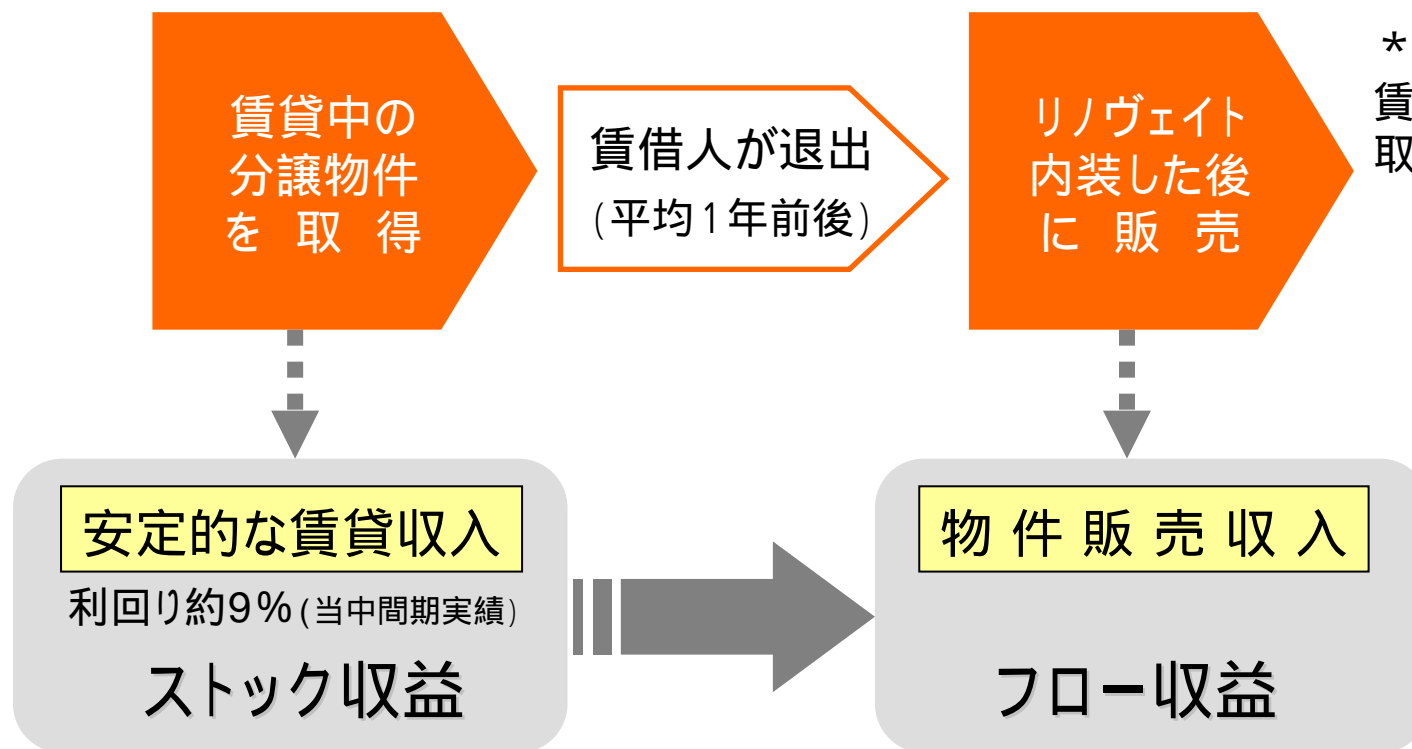 賃貸中の
分譲物件
を 取 得
賃借人が退出
(平均1年前後)
リノヴェイト
内装した後
に 販 売
*
賃
取
安定的な賃貸収入
利回り約9%(当中間期実績)
ストック収益
物 件 販 売 収 入
フロー収益